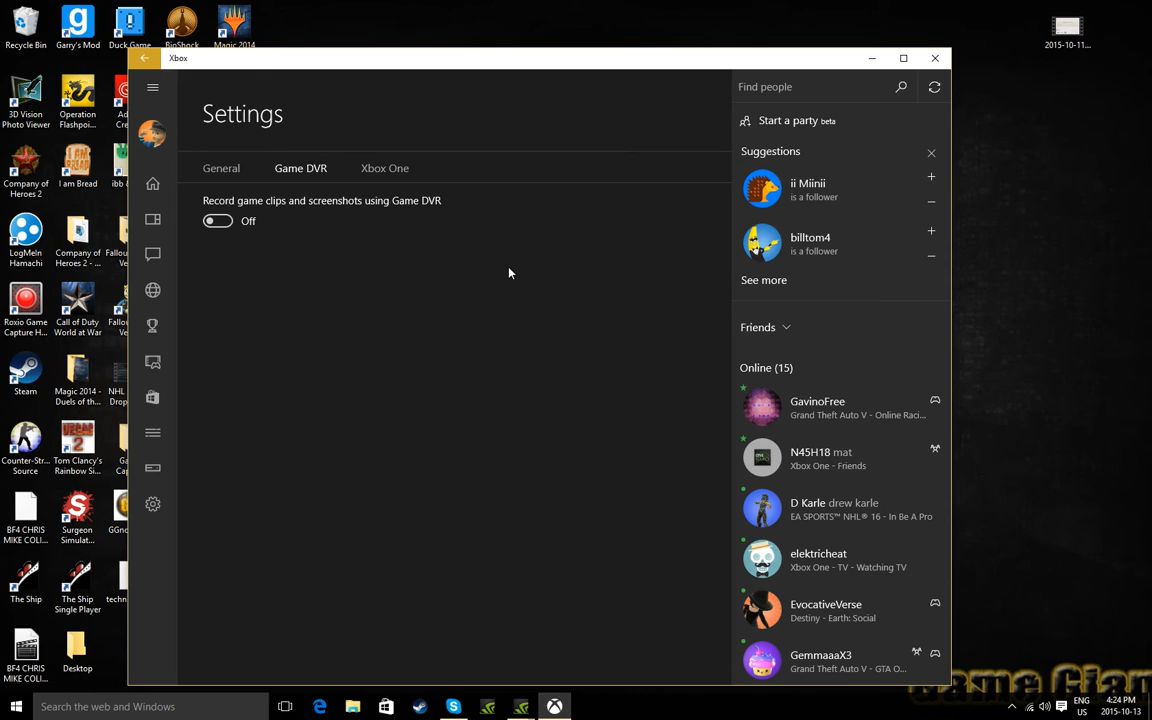 Recycle Bin
Garry's Mod
Duck Game
BioShock
Magic 2014
2015-10-11...
Xbox
3D Vision
Photo Viewer
Operation
Flashpoi...
Company of
Heroes 2
I am Bread
ibb &
LogMeIn
Hamachi
Company of
Heroes 2 - ...
Roxio Game
Capture H...
Call of Duty
World at War
Steam
Magic 2014 -
Duels of th...
NHL
Drop
Counter-Str...
Source
Tom Clancy's
Rainbow Si...
BF4 CHRIS
MIKE COLI...
Surgeon
Simulat...
The Ship
The Ship
Single Player
techn
BF4 CHRIS
MIKE COLI...
Desktop
Settings
General
Game DVR
Xbox One
Record game clips and screenshots using Game DVR
Off
Find people
Start a party beta
Suggestions
ii Miinii
is a follower
billtom4
is a follower
See more
Friends
Online (15)
GavinoFree
Grand Theft Auto V - Online Raci...
N45H18 mat
Xbox One - Friends
D Karle drew karle
EA SPORTS™ NHL® 16 - In Be A Pro
elektricheat
Xbox One - TV - Watching TV
EvocativeVerse
Destiny - Earth: Social
GemmaaaX3
Grand Theft Auto V - GTA O...
Search the web and Windows
ENG
US
4:24 PM
2015-10-13